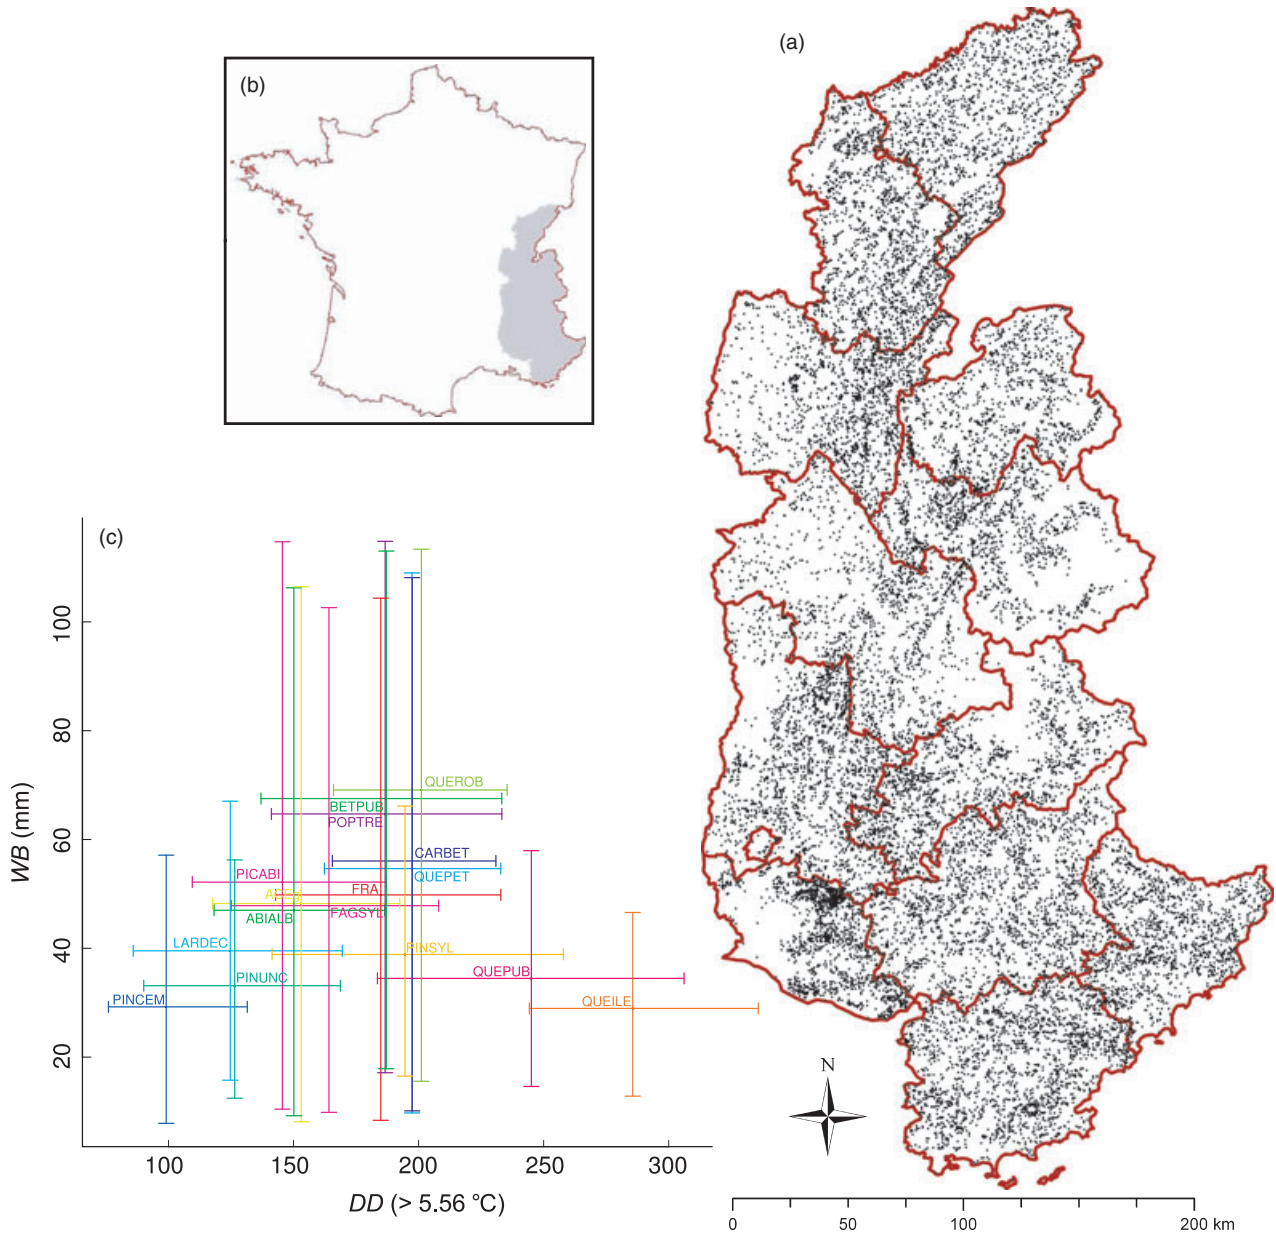 (a)
(b)
(c)
WB (mm)
100
80
60
40
20
QUEROB
BETPUB
POPTRE
CARBET
QUEPET
PICABI
FRA
FAGSYL
ABIALB
LARDEC
PINSYL
PINUNC
QUEPUB
PINCEM
QUEILE
100 150 200 250 300
DD (> 5.56 °C)
N
0 50 100 200 km